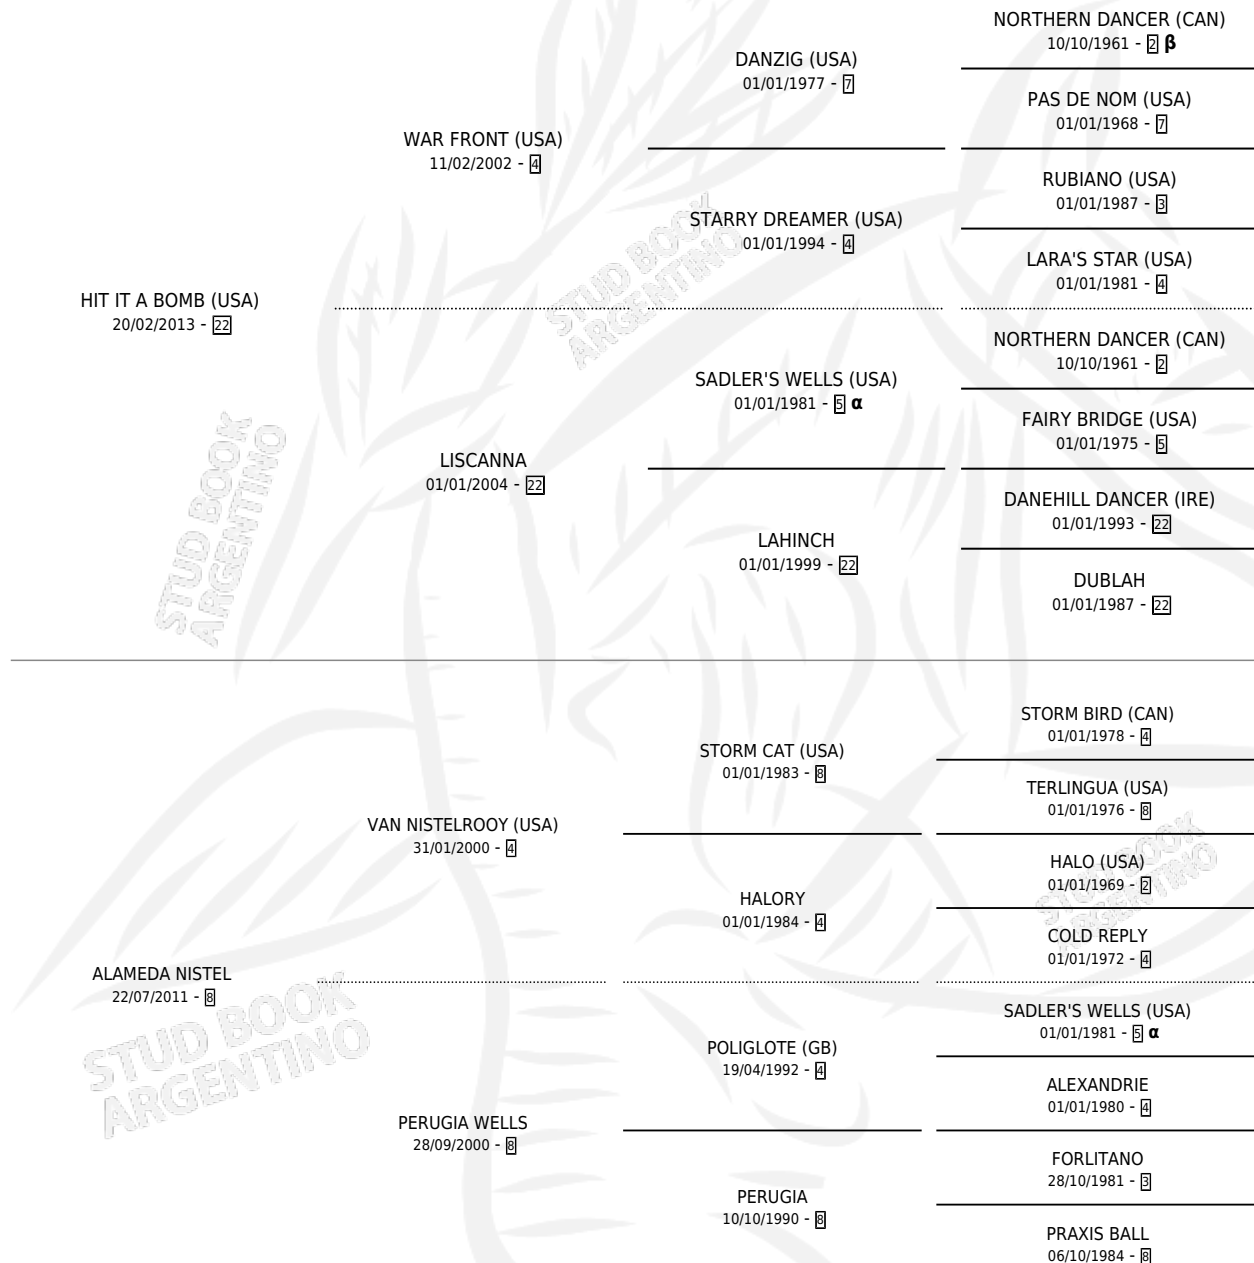 HIT IT A BOMB (USA)
20/02/2013 - 22
WAR FRONT (USA)
11/02/2002 - 4
DANZIG (USA)
01/01/1977 - 7
NORTHERN DANCER (CAN)
10/10/1961 - 2 β
PAS DE NOM (USA)
01/01/1968 - 7
STARRY DREAMER (USA)
01/01/1994 - 4
RUBIANO (USA)
01/01/1987 - 3
LARA'S STAR (USA)
01/01/1981 - 4
LISCANNA
01/01/2004 - 22
SADLER'S WELLS (USA)
01/01/1981 - 5 α
NORTHERN DANCER (CAN)
10/10/1961 - 2
FAIRY BRIDGE (USA)
01/01/1975 - 5
LAHINCH
01/01/1999 - 22
DANEHILL DANCER (IRE)
01/01/1993 - 22
DUBLAH
01/01/1987 - 22
ALAMEDA NISTEL
22/07/2011 - 8
VAN NISTELROOY (USA)
31/01/2000 - 4
STORM CAT (USA)
01/01/1983 - 8
STORM BIRD (CAN)
01/01/1978 - 4
TERLINGUA (USA)
01/01/1976 - 8
HALORY
01/01/1984 - 4
HALO (USA)
01/01/1969 - 2
COLD REPLY
01/01/1972 - 4
PERUGIA WELLS
28/09/2000 - 8
POLIGLOTE (GB)
19/04/1992 - 4
SADLER'S WELLS (USA)
01/01/1981 - 5 α
ALEXANDRIE
01/01/1980 - 4
PERUGIA
10/10/1990 - 8
FORLITANO
28/10/1981 - 3
PRAXIS BALL
06/10/1984 - 8
STUD BOOK
ARGENTINO
STUD BOOK
ARGENTINO
STUD BOOK
ARGENTINO
STUD BOOK
ARGENTINO